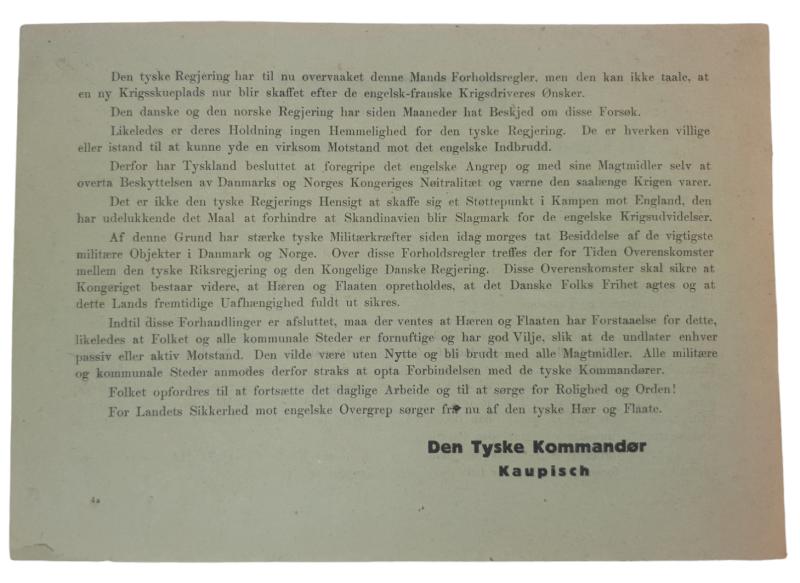 Den tyske Regjering har til nu overvaaket denne Mands Forholdsregler, men den kan ikke taale, at
en ny Krigsskueplads nur blir skaffet efter de engelsk-franske Krigsdriveres Ønsker.
Den danske og den norske Regjering har siden Maaneder hat Beskjed om disse Forsøk.
Likeledes er deres Holdning ingen Hemmelighed for den tyske Regjering. De er hverken villige
eller istand til at kunne yde en virksom Motstand mot det engelske Indbrudd.
Derfor har Tyskland besluttet at foregripe det engelske Angrep og med sine Magtmidler selv at
overta Beskyttelsen av Danmarks og Norges Kongeriges Nøitralitet og værne den saalænge Krigen varer.
Det er ikke den tyske Regjerings Hensigt at skaffe sig et Støttepunkt i Kampen mot England, den
har udelukkende det Maal at forhindre at Skandinavien blir Slagmark for de engelske Krigsudvidelser.
Af denne Grund har stærke tyske Militærkræfter siden idag morges tat Besiddelse af de vigtigste
militære Objekter i Danmark og Norge. Over disse Forholdsregler treffes der for Tiden Overenskomster
mellem den tyske Riksregjering og den Kongelige Danske Regjering. Disse Overenskomster skal sikre at
Kongeriget bestaar videre, at Hæren og Flaaten opretholdes, at det Danske Folks Frihet agtes og at
dette Lands fremtidige Uafhængighed fuldt ut sikres.
Indtil disse Forhandlinger er afsluttet, maa der ventes at Hæren og Flaaten har Forstaaelse for dette,
likeledes at Folket og alle kommunale Steder er fornuftige og har god Vilje, slik at de undlater enhver
passiv eller aktiv Motstand. Den vilde være uten Nytte og bli brudt med alle Magtmidler. Alle militære
og kommunale Steder anmodes derfor straks at opta Forbindelsen med de tyske Kommandører.
Folket opfordres til at fortsætte det daglige Arbeide og til at sørge for Rolighed og Orden!
For Landets Sikkerhed mot engelske Overgrep sørger fra nu af den tyske Hær og Flaate.
Den Tyske Kommandør
Kaupisch
4a